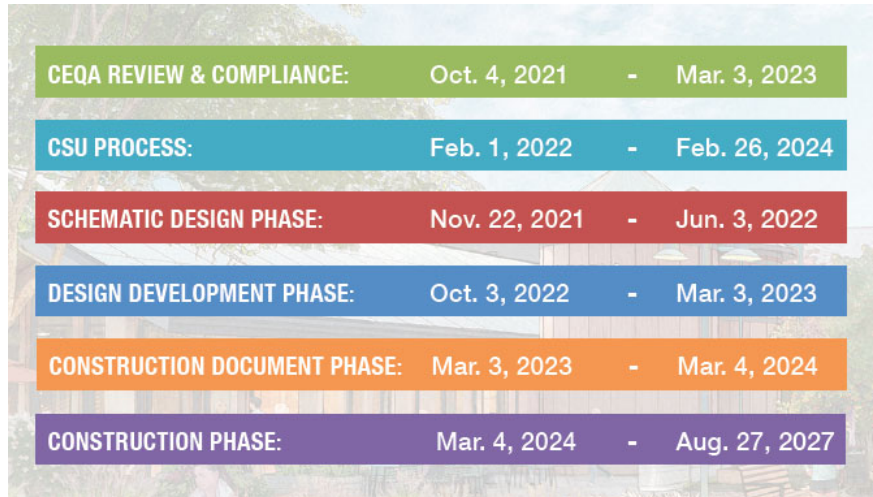 CEQA REVIEW & COMPLIANCE: Oct. 4, 2021 - Mar. 3, 2023
CSU PROCESS: Feb. 1, 2022 - Feb. 26, 2024
SCHEMATIC DESIGN PHASE: Nov. 22, 2021 - Jun. 3, 2022
DESIGN DEVELOPMENT PHASE: Oct. 3, 2022 - Mar. 3, 2023
CONSTRUCTION DOCUMENT PHASE: Mar. 3, 2023 - Mar. 4, 2024
CONSTRUCTION PHASE: Mar. 4, 2024 - Aug. 27, 2027